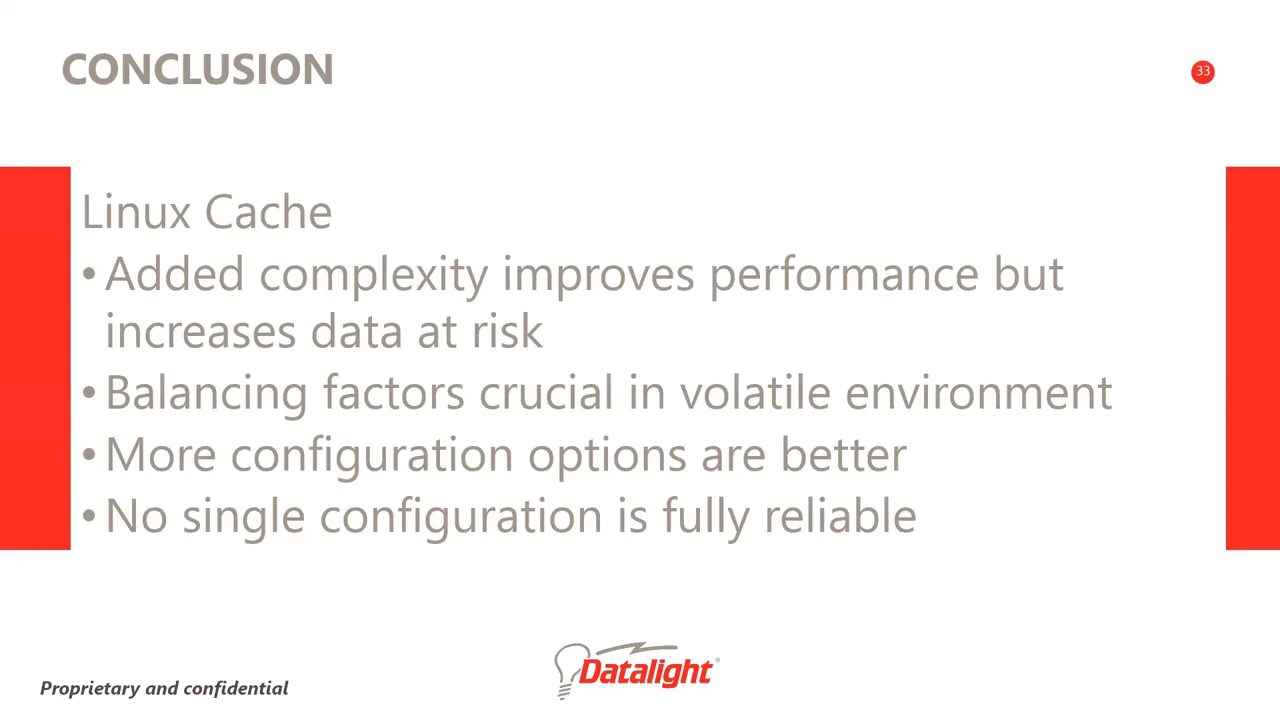 CONCLUSION
33
Linux Cache
• Added complexity improves performance but
increases data at risk
• Balancing factors crucial in volatile environment
• More configuration options are better
• No single configuration is fully reliable
Proprietary and confidential
Datalight®